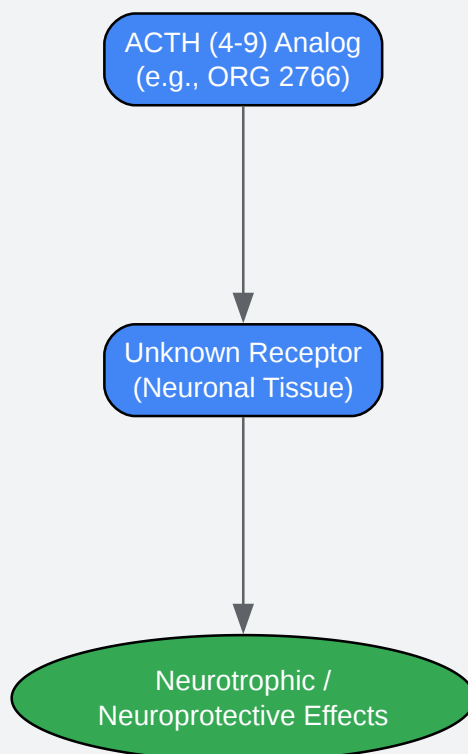 ACTH (4-9) Analog
(e.g., ORG 2766)
Unknown Receptor
(Neuronal Tissue)
Neurotrophic /
Neuroprotective Effects